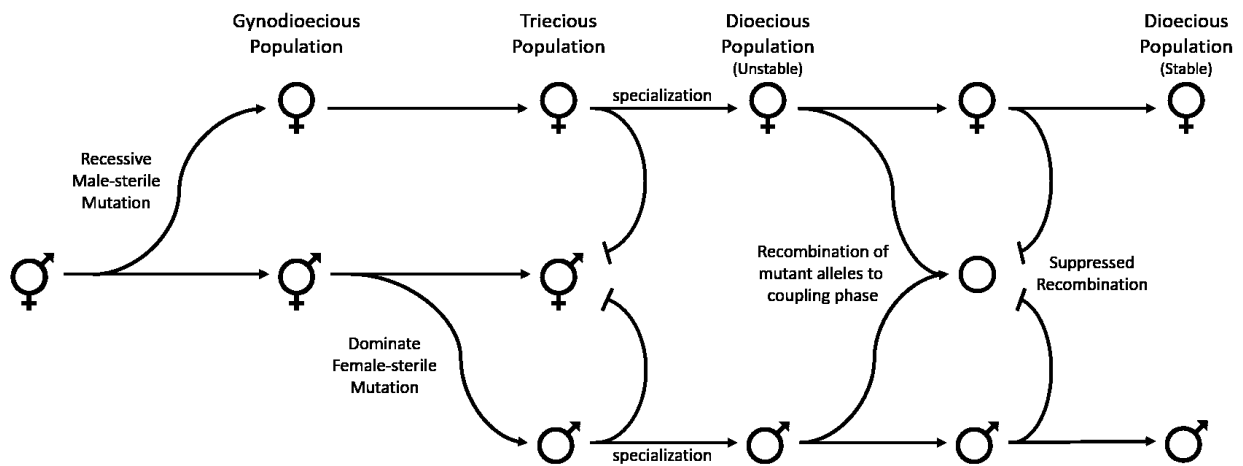 Gynodioecious
Population
Triecious
Population
Dioecious
Population
(Unstable)
Dioecious
Population
(Stable)
specialization
Recessive
Male-sterile
Mutation
Recombination of
mutant alleles to
coupling phase
Suppressed
Recombination
Dominate
Female-sterile
Mutation
specialization